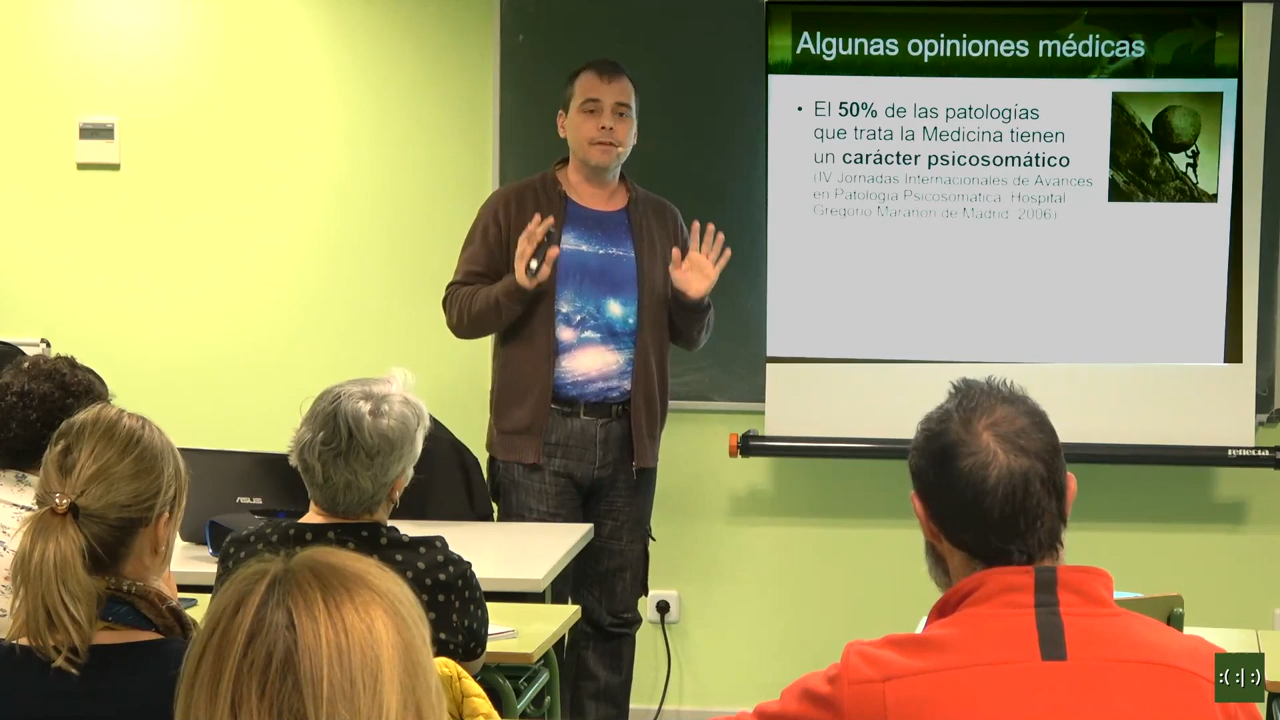 Algunas opiniones médicas
• El 50% de las patologías
que trata la Medicina tienen
un carácter psicosomático
(IV Jornadas Internacionales de Avances
en Patología Psicosomática. Hospital
Gregorio Marañón de Madrid. 2006)
ASUS
reflecta
:( :| :)